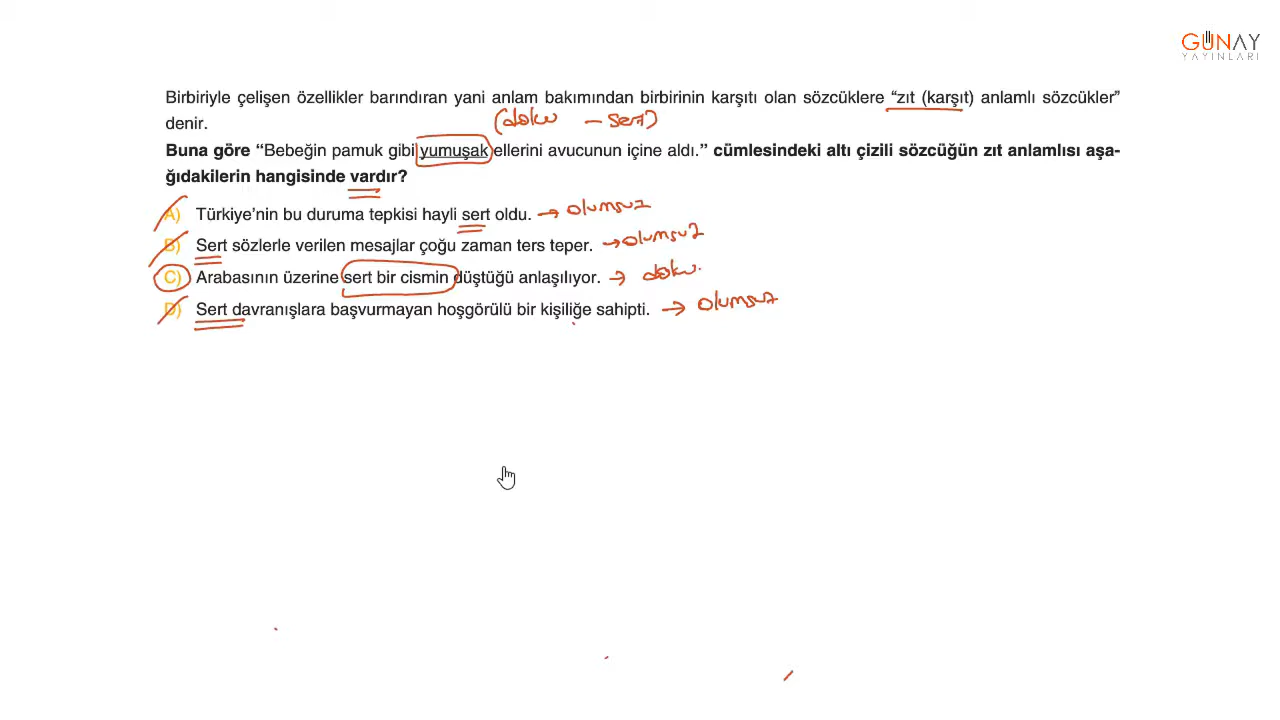 GÜNAY
YAYINLARI
Birbiriyle çelişen özellikler barındıran yani anlam bakımından birbirinin karşıtı olan sözcüklere “zıt (karşıt) anlamlı sözcükler”
denir.
(doku – sert)
Buna göre “Bebeğin pamuk gibi yumuşak ellerini avucunun içine aldı.” cümlesindeki altı çizili sözcüğün zıt anlamlısı aşa-
ğıdakilerin hangisinde vardır?
A) Türkiye’nin bu duruma tepkisi hayli sert oldu. → olumsuz
B) Sert sözlerle verilen mesajlar çoğu zaman ters teper. → olumsuz
C) Arabasının üzerine sert bir cismin düştüğü anlaşılıyor. → doku.
D) Sert davranışlara başvurmayan hoşgörülü bir kişiliğe sahipti. → olumsuz